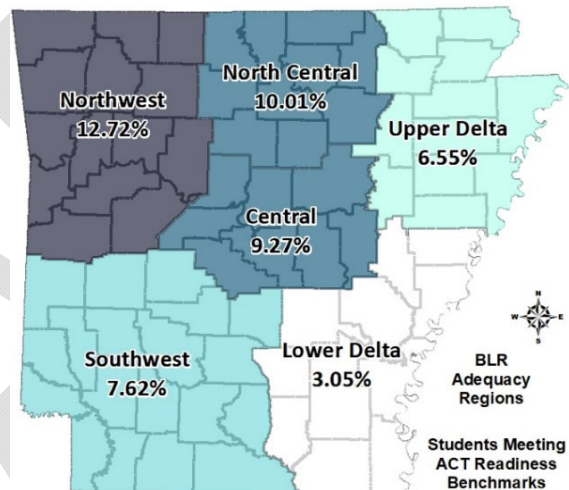 Northwest
12.72%
North Central
10.01%
Upper Delta
6.55%
Central
9.27%
Southwest
7.62%
Lower Delta
3.05%
N
W E
S
BLR
Adequacy
Regions
Students Meeting
ACT Readiness
Benchmarks